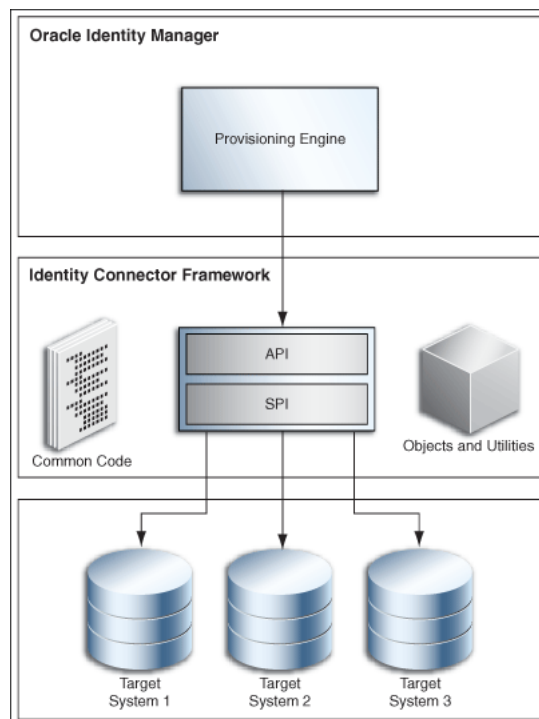 Oracle Identity Manager
Provisioning Engine
Identity Connector Framework
API
SPI
Common Code
Objects and Utilities
Target
System 1
Target
System 2
Target
System 3